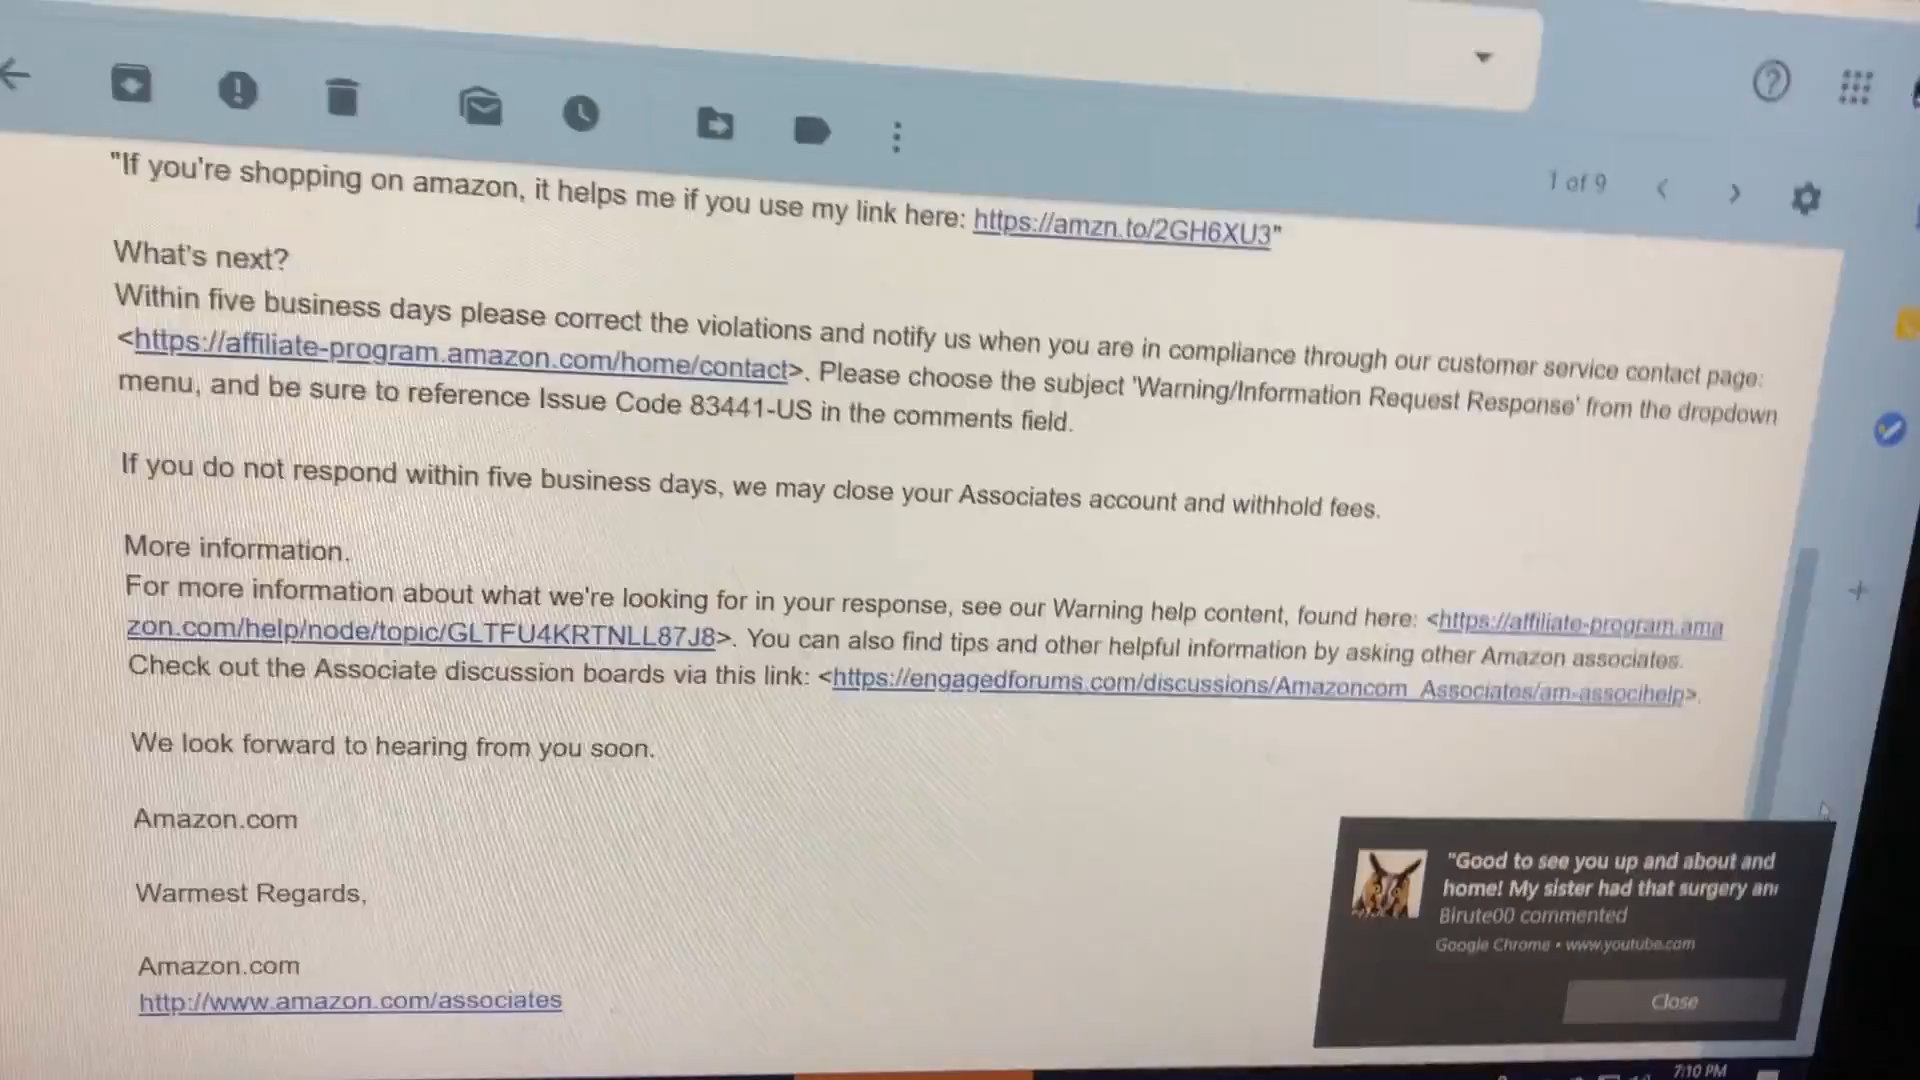 1 of 9
"If you're shopping on amazon, it helps me if you use my link here: https://amzn.to/2GH6XU3"
What's next?
Within five business days please correct the violations and notify us when you are in compliance through our customer service contact page:
<https://affiliate-program.amazon.com/home/contact>. Please choose the subject 'Warning/Information Request Response' from the dropdown
menu, and be sure to reference Issue Code 83441-US in the comments field.
If you do not respond within five business days, we may close your Associates account and withhold fees.
More information.
For more information about what we're looking for in your response, see our Warning help content, found here: <https://affiliate-program.ama
zon.com/help/node/topic/GLTFU4KRTNLL87J8>. You can also find tips and other helpful information by asking other Amazon associates.
Check out the Associate discussion boards via this link: <https://engagedforums.com/discussions/Amazoncom_Associates/am-associhelp>.
We look forward to hearing from you soon.
Amazon.com
Warmest Regards,
Amazon.com
http://www.amazon.com/associates
"Good to see you up and about and
home! My sister had that surgery an
Birute00 commented
Google Chrome • www.youtube.com
Close
7:10 PM